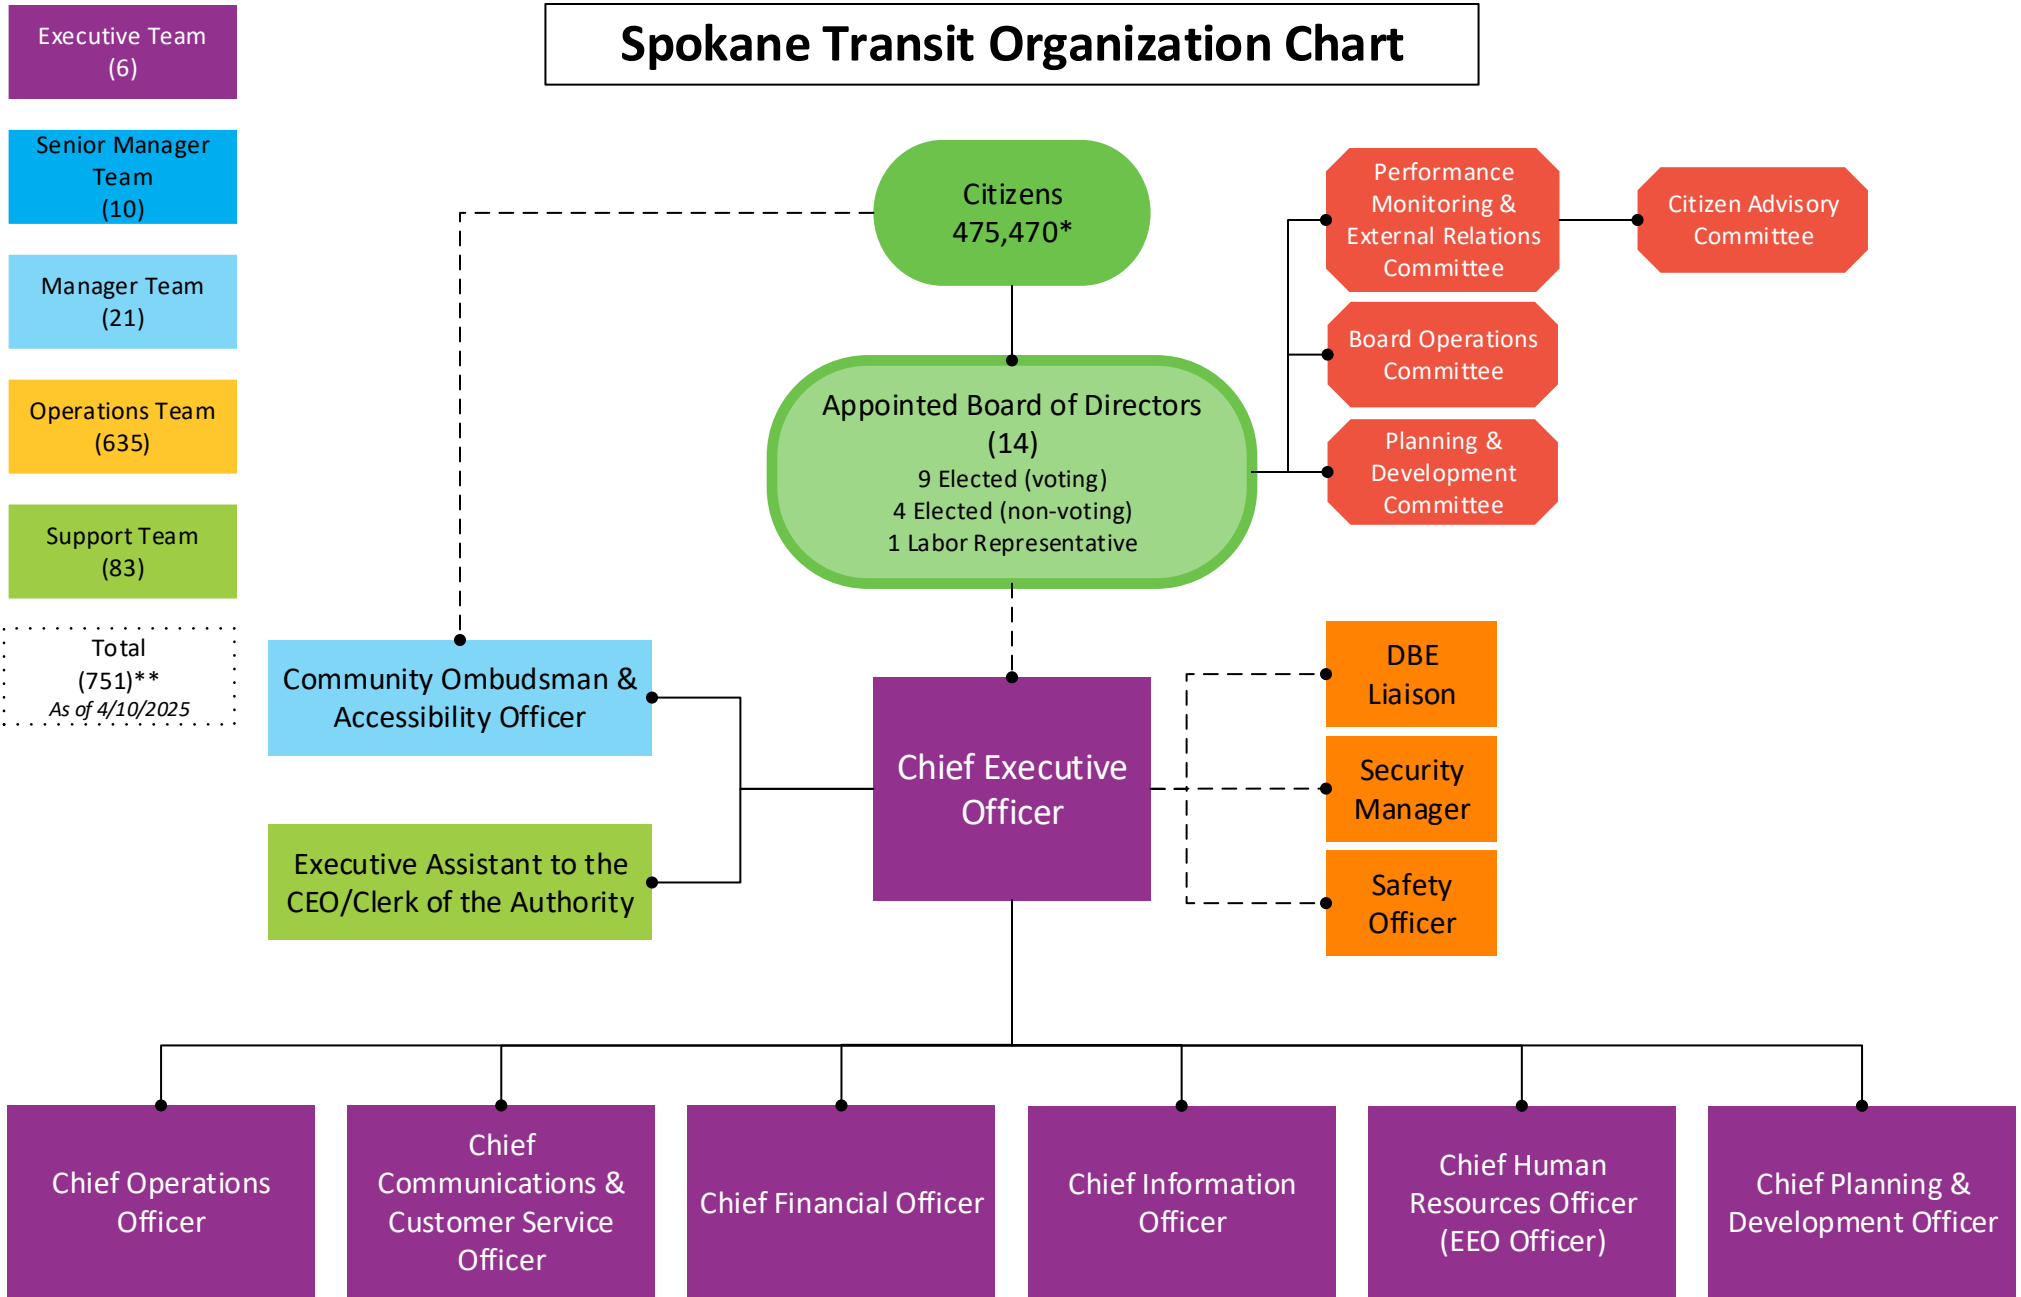 Spokane Transit Organization Chart
Executive Team
(6)
Senior Manager
Team
(10)
Manager Team
(21)
Operations Team
(635)
Support Team
(83)
Total
(751)**
As of 4/10/2025
Citizens
475,470*
Performance
Monitoring &
External Relations
Committee
Citizen Advisory
Committee
Board Operations
Committee
Planning &
Development
Committee
Appointed Board of Directors
(14)
9 Elected (voting)
4 Elected (non-voting)
1 Labor Representative
Community Ombudsman &
Accessibility Officer
Executive Assistant to the
CEO/Clerk of the Authority
Chief Executive
Officer
DBE
Liaison
Security
Manager
Safety
Officer
Chief Operations
Officer
Chief
Communications &
Customer Service
Officer
Chief Financial Officer
Chief Information
Officer
Chief Human
Resources Officer
(EEO Officer)
Chief Planning &
Development Officer